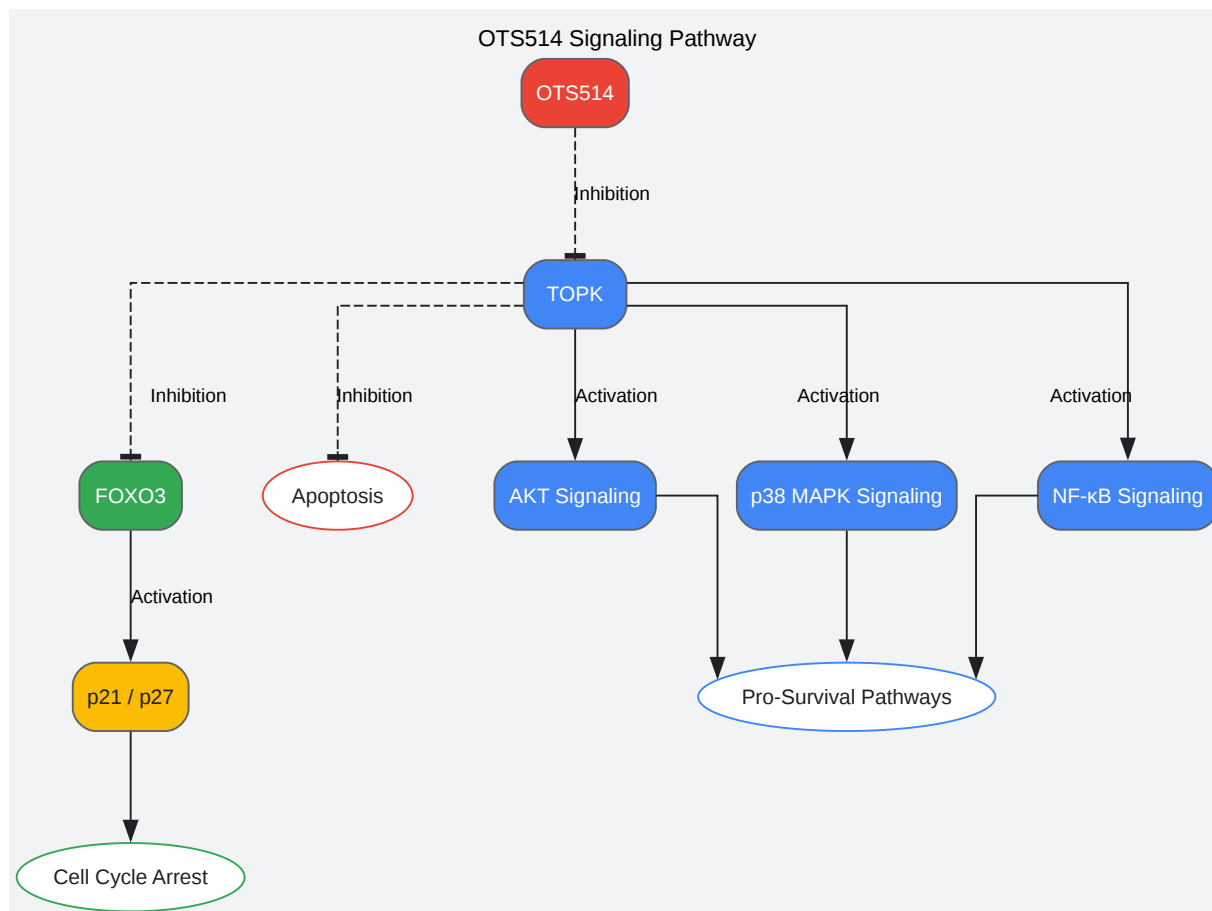 OTS514 Signaling Pathway
OTS514
Inhibition
TOPK
Inhibition
Inhibition
Activation
Activation
Activation
FOXO3
Apoptosis
AKT Signaling
p38 MAPK Signaling
NF-κB Signaling
Activation
p21 / p27
Pro-Survival Pathways
Cell Cycle Arrest